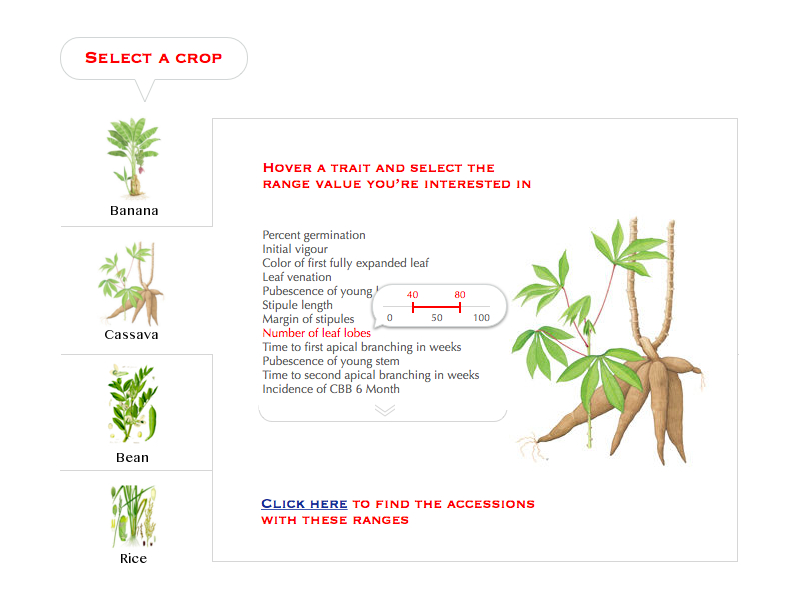 SELECT A CROP
Banana
Cassava
Bean
Rice
HOVER A TRAIT AND SELECT THE
RANGE VALUE YOU'RE INTERESTED IN
Percent germination
Initial vigour
Color of first fully expanded leaf
Leaf venation
Pubescence of young
Stipule length
Margin of stipules
Number of leaf lobes
Time to first apical branching in weeks
Pubescence of young stem
Time to second apical branching in weeks
Incidence of CBB 6 Month
40 80
0 50 100
CLICK HERE TO FIND THE ACCESSIONS
WITH THESE RANGES